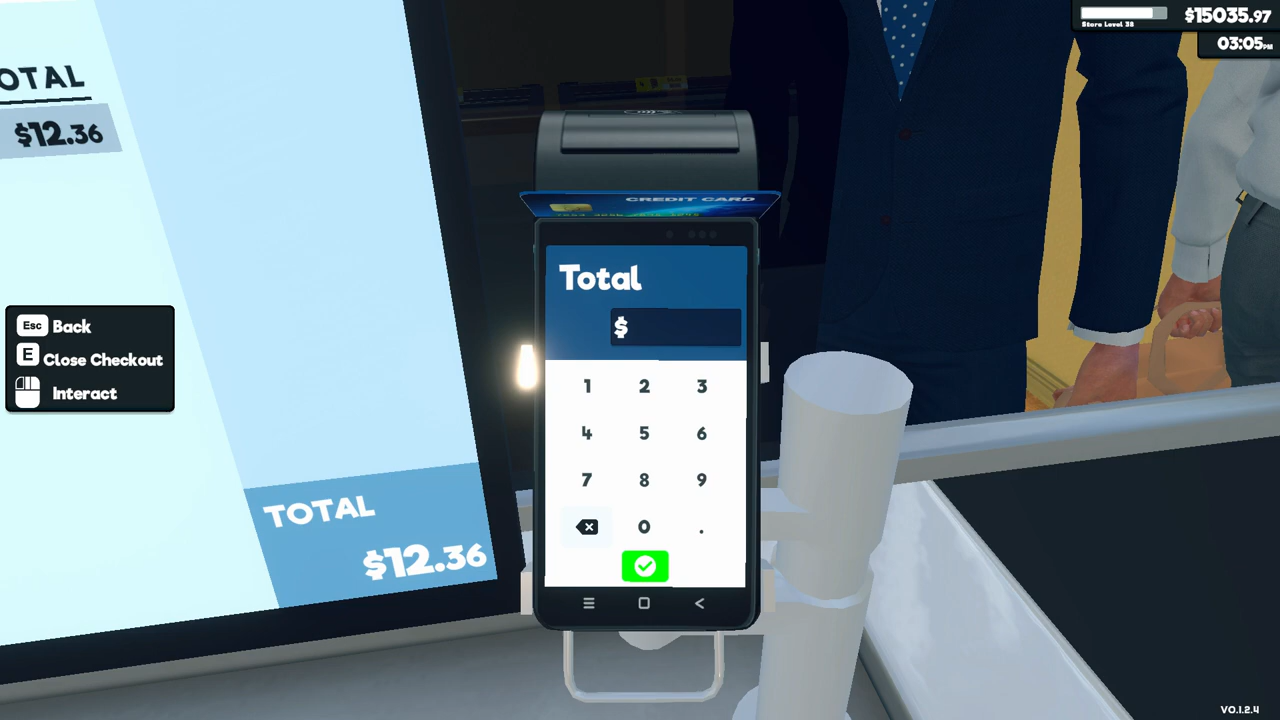 OTAL
$12.36
TOTAL
$12.36
Esc Back
E Close Checkout
Interact
CREDIT CARD
Total
$
1 2 3
4 5 6
7 8 9
0 .
$15035.97
Store Level 38
03:05PM
V0.1.2.4